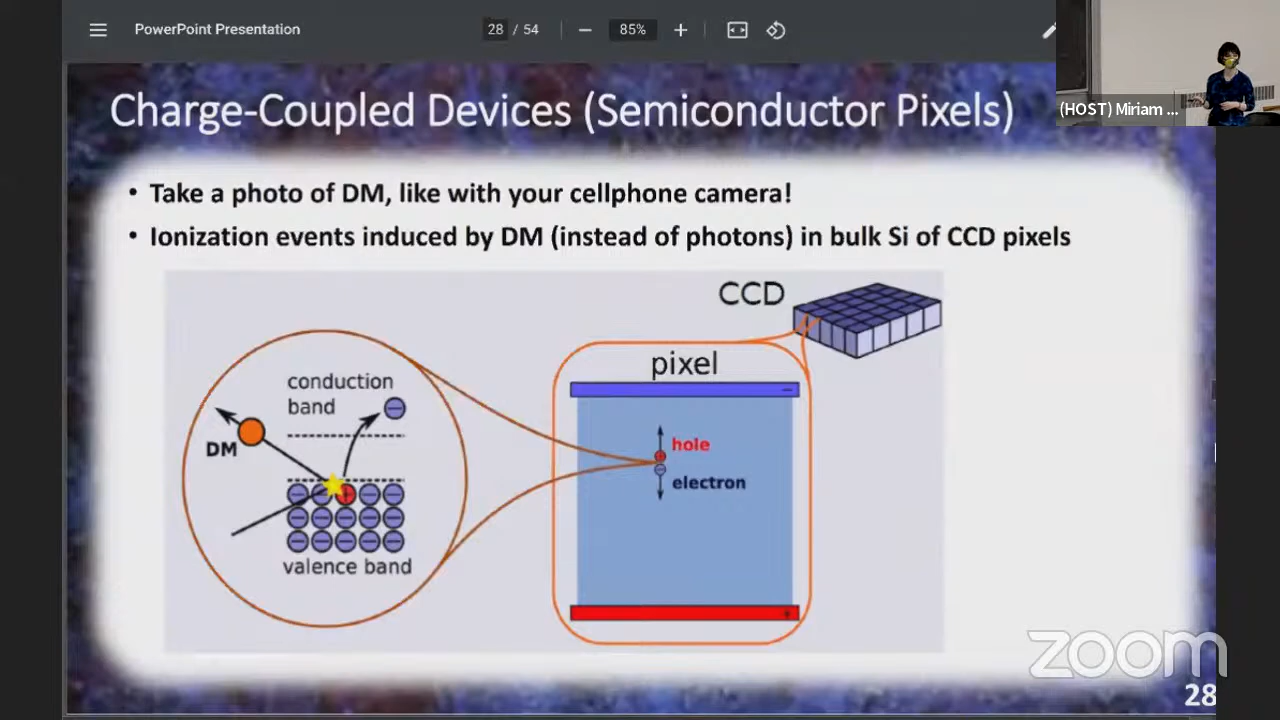 PowerPoint Presentation
28 / 54
85%
(HOST) Miriam ...
Charge-Coupled Devices (Semiconductor Pixels)
• Take a photo of DM, like with your cellphone camera!
• Ionization events induced by DM (instead of photons) in bulk Si of CCD pixels
CCD
pixel
conduction
band
DM
hole
electron
valence band
zoom
28